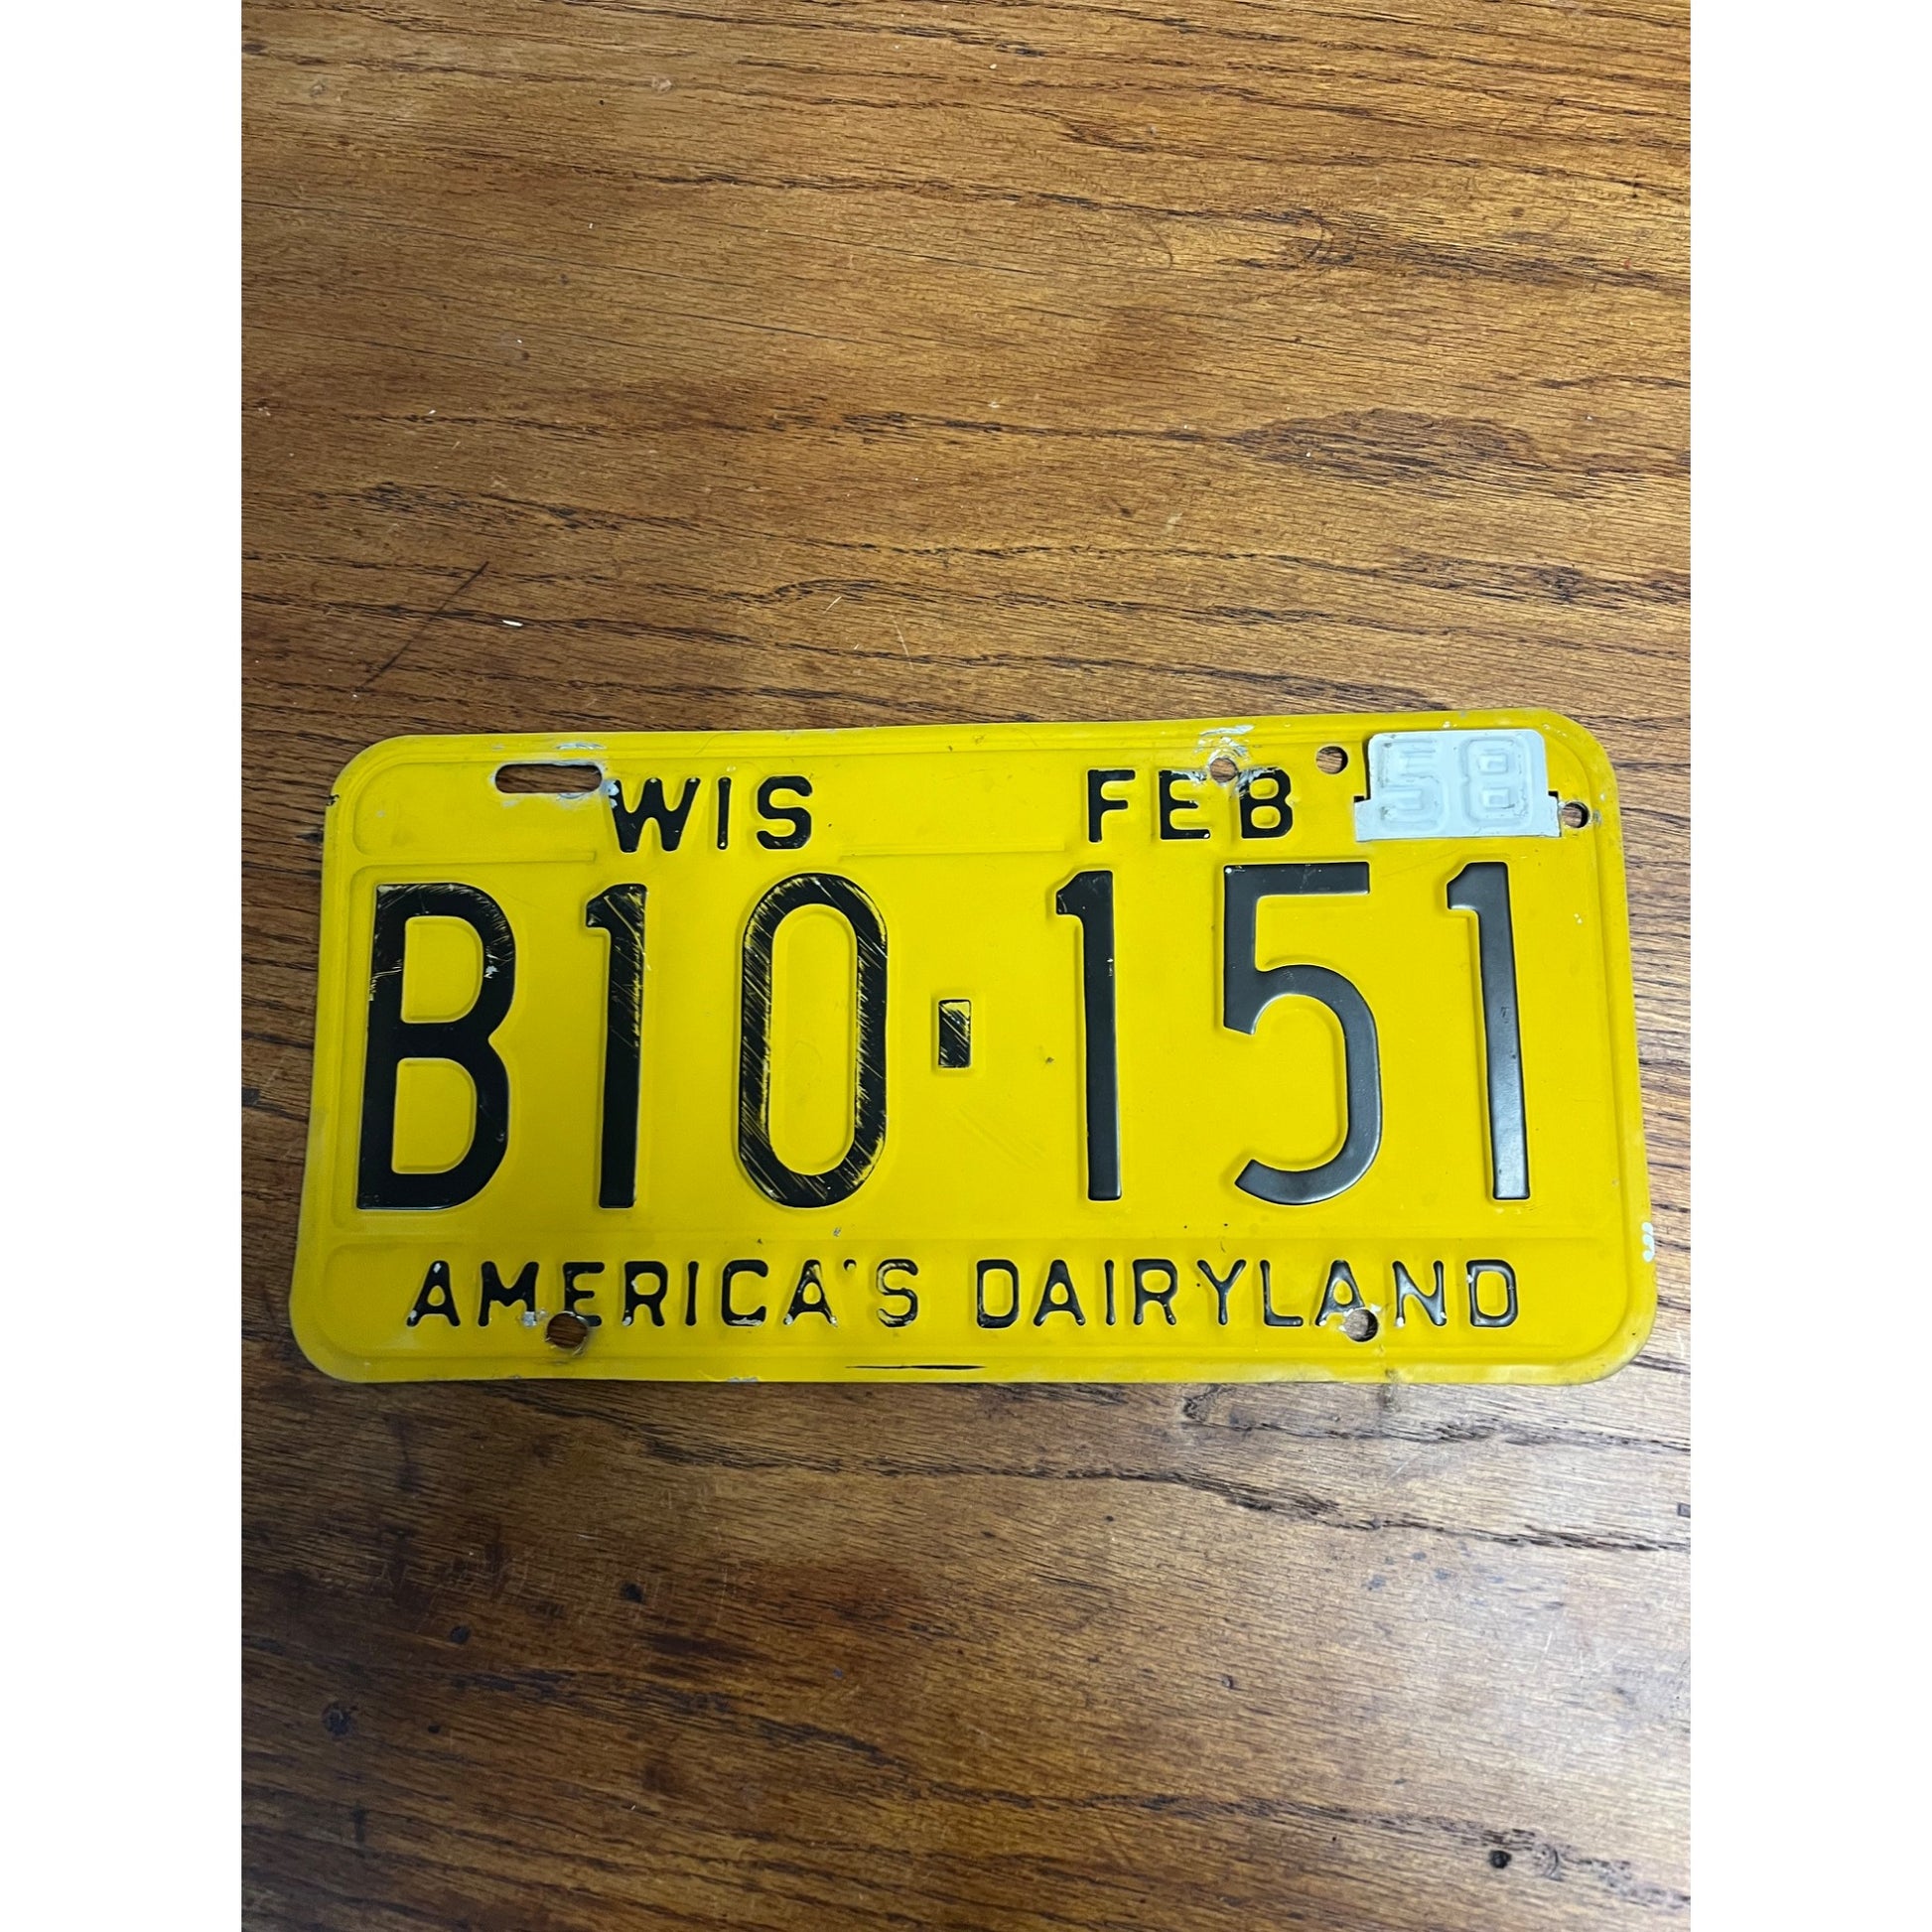 WIS FEB 58
B10-151
AMERICA'S DAIRYLAND